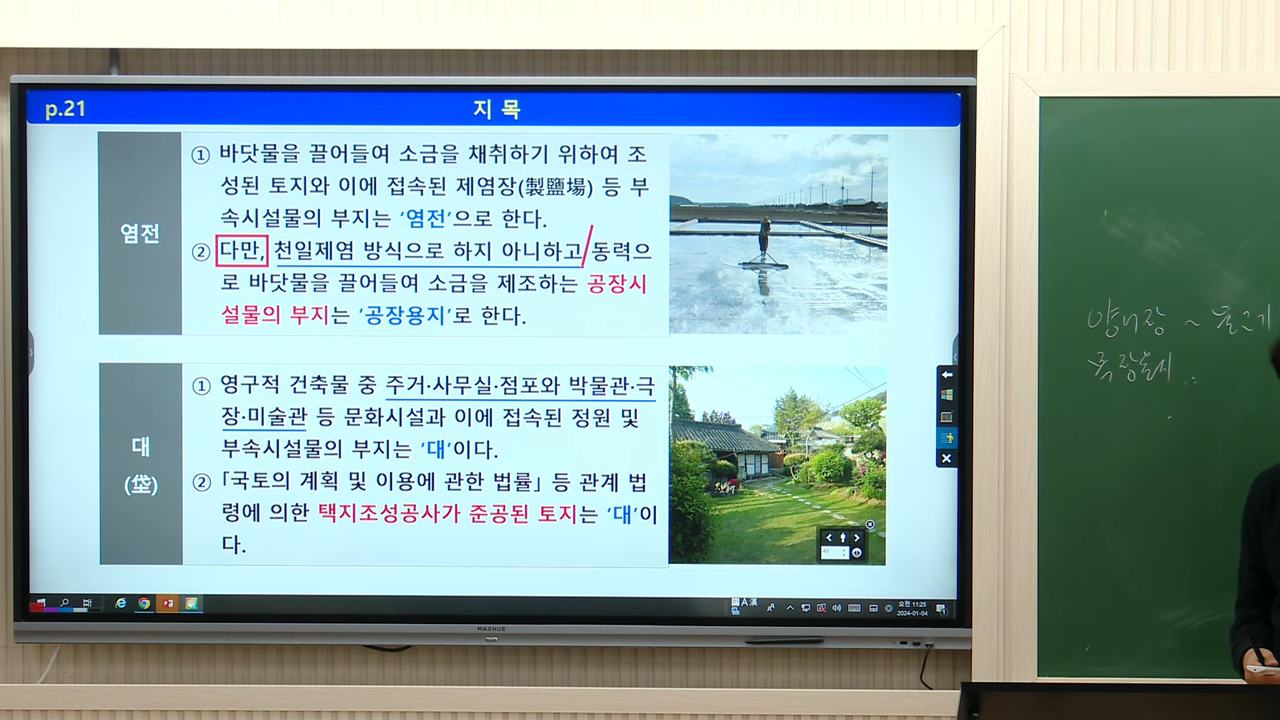 p.21
지 목
염전
① 바닷물을 끌어들여 소금을 채취하기 위하여 조
성된 토지와 이에 접속된 제염장(製鹽場) 등 부
속시설물의 부지는 ‘염전’으로 한다.
② 다만, 천일제염 방식으로 하지 아니하고 동력으
로 바닷물을 끌어들여 소금을 제조하는 공장시
설물의 부지는 ‘공장용지’로 한다.
대
(垈)
① 영구적 건축물 중 주거·사무실·점포와 박물관·극
장·미술관 등 문화시설과 이에 접속된 정원 및
부속시설물의 부지는 ‘대’이다.
② 「국토의 계획 및 이용에 관한 법률」 등 관계 법
령에 의한 택지조성공사가 준공된 토지는 ‘대’이
다.
A 漢
오전 11:25
2024-01-04
MAXHUB